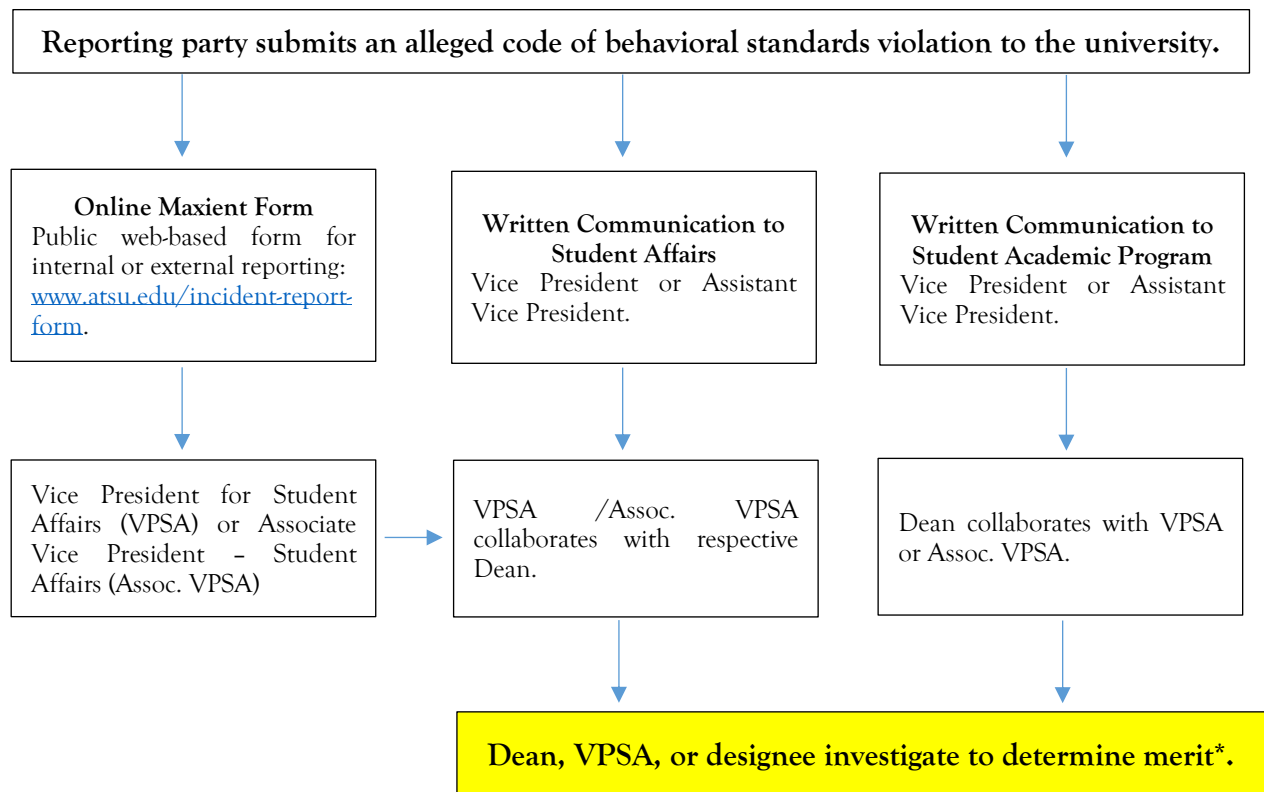 Reporting party submits an alleged code of behavioral standards violation to the university.
Online Maxient Form
Public web-based form for
internal or external reporting:
www.atsu.edu/incident-report-
form.
Written Communication to
Student Affairs
Vice President or Assistant
Vice President.
Written Communication to
Student Academic Program
Vice President or Assistant
Vice President.
Vice President for Student
Affairs (VPSA) or Associate
Vice President – Student
Affairs (Assoc. VPSA)
VPSA /Assoc. VPSA
collaborates with respective
Dean.
Dean collaborates with VPSA
or Assoc. VPSA.
Dean, VPSA, or designee investigate to determine merit*.